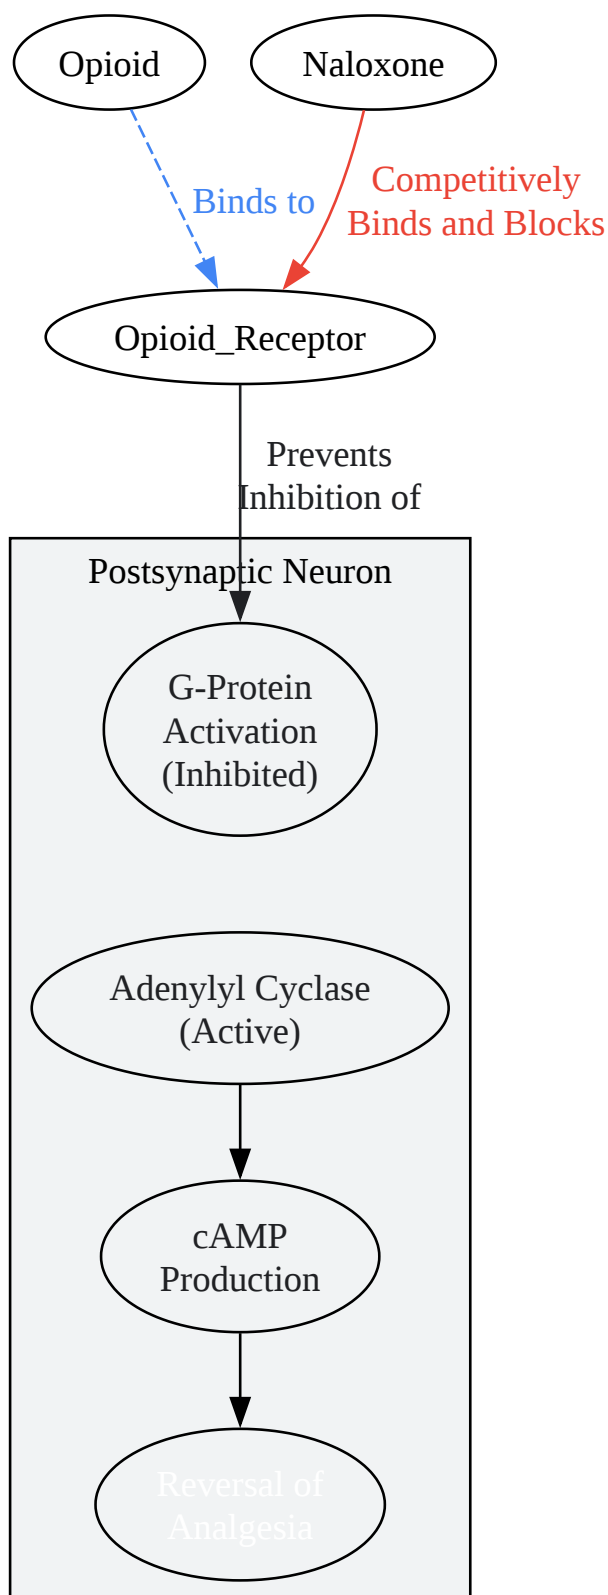 Opioid
Naloxone
Binds to
Competitively
Binds and Blocks
Opioid_Receptor
Prevents
Inhibition of
Postsynaptic Neuron
G-Protein
Activation
(Inhibited)
Adenylyl Cyclase
(Active)
cAMP
Production
Reversal of
Analgesia